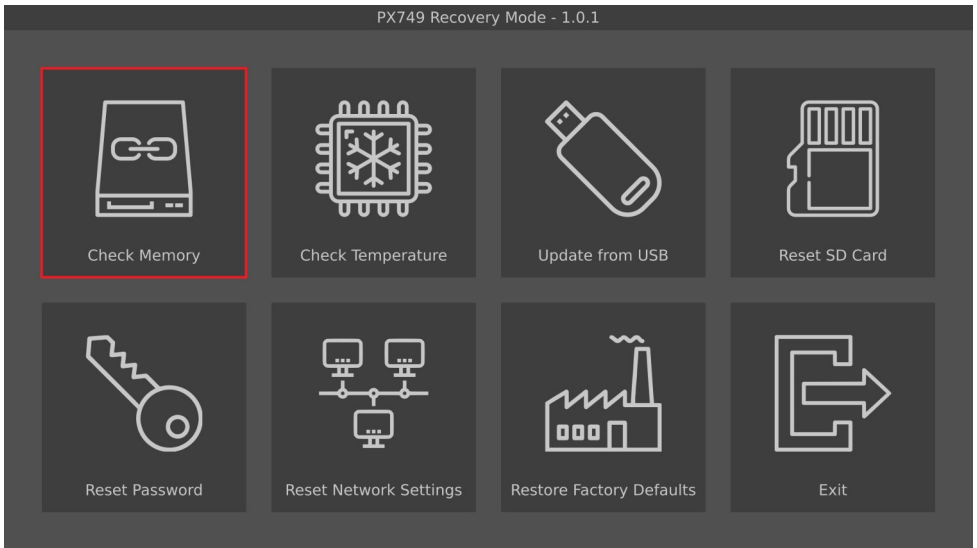 PX749 Recovery Mode - 1.0.1
Check Memory
Check Temperature
Update from USB
Reset SD Card
Reset Password
Reset Network Settings
Restore Factory Defaults
Exit